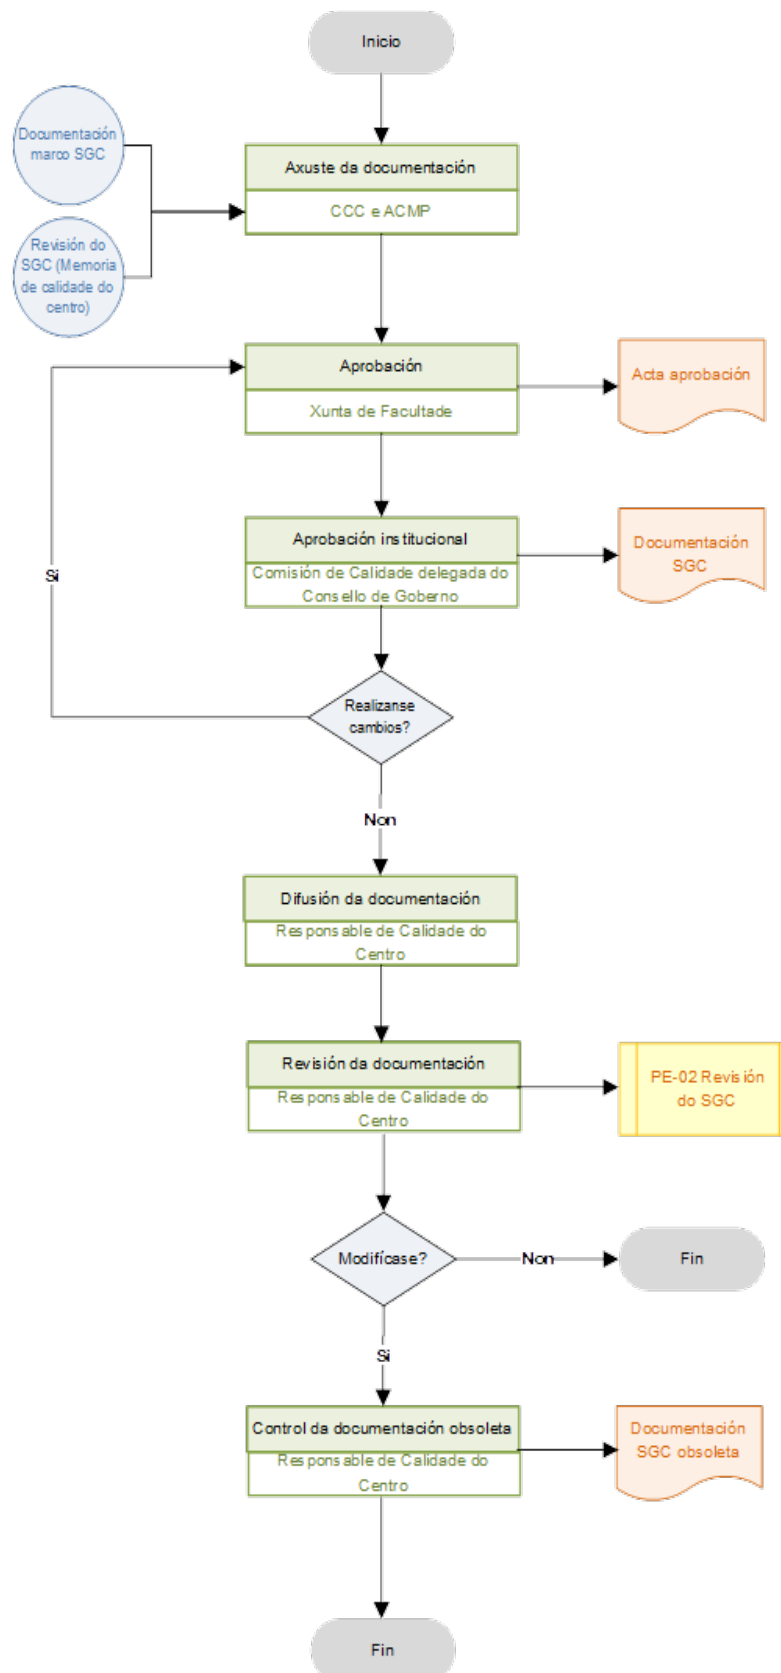 Inicio
Documentación
marco SGC
Axuste da documentación
CCC e ACMP
Revisión do
SGC (Memoria
de calidade do
centro)
Aprobación
Xunta de Facultade
Acta aprobación
Aprobación institucional
Comisión de Calidade delegada do
Consello de Goberno
Documentación
SGC
Si
Realizanse
cambios?
Non
Difusión da documentación
Responsable de Calidade do
Centro
Revisión da documentación
Responsable de Calidade do
Centro
PE-02 Revisión
do SGC
Modifícase?
Non
Fin
Si
Control da documentación obsoleta
Responsable de Calidade do
Centro
Documentación
SGC obsoleta
Fin